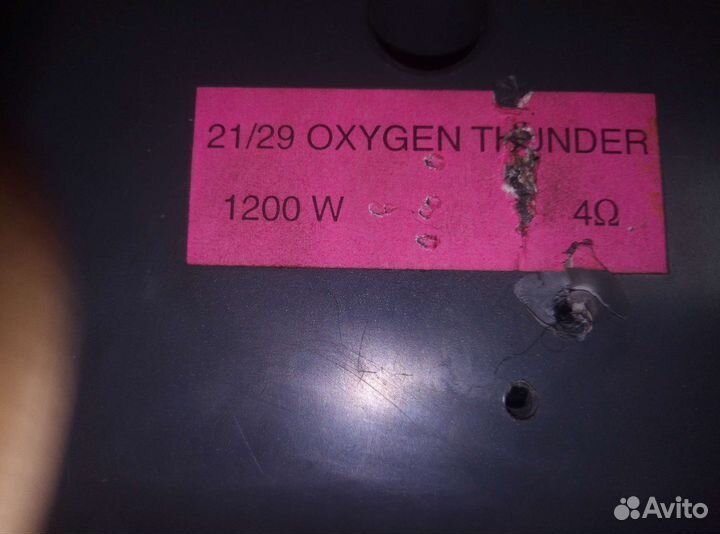 21/29 OXYGEN THUNDER
1200 W 4Ω
Avito